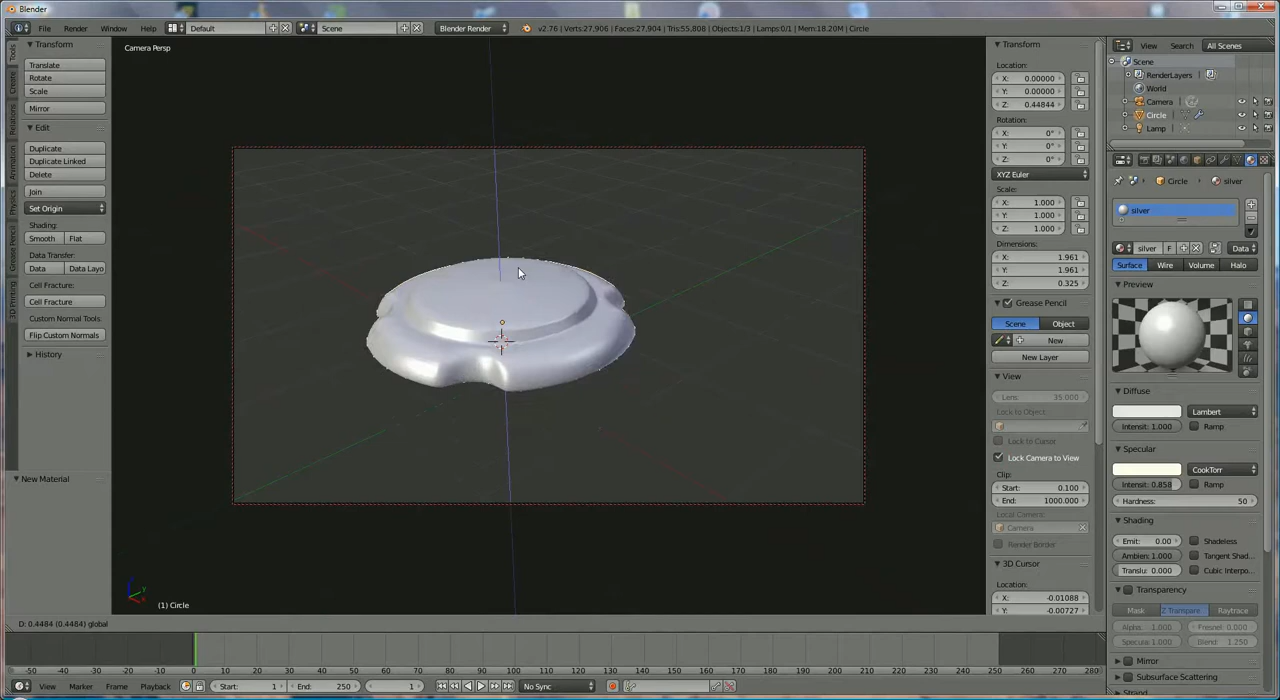 Blender
File Render Window Help Default Scene Blender Render v2.76 | Verts:27,906 | Faces:27,904 | Tris:55,808 | Objects:1/3 | Lamps:0/1 | Mem:18.20M | Circle
Tools
Create
Relations
Animation
Physics
Grease Pencil
3D Printing
Transform
Translate
Rotate
Scale
Mirror
Edit
Duplicate
Duplicate Linked
Delete
Join
Set Origin
Shading:
Smooth Flat
Data Transfer:
Data Data Layo
Cell Fracture:
Cell Fracture
Custom Normal Tools:
Flip Custom Normals
History
New Material
Camera Persp
(1) Circle
D: 0.4484 (0.4484) global
Transform
Location:
X: 0.00000
Y: 0.00000
Z: 0.44844
Rotation:
X: 0°
Y: 0°
Z: 0°
XYZ Euler
Scale:
X: 1.000
Y: 1.000
Z: 1.000
Dimensions:
X: 1.961
Y: 1.961
Z: 0.325
Grease Pencil
Scene Object
New
New Layer
View
Lens: 35.000
Lock to Object:
Lock to Cursor
Lock Camera to View
Clip:
Start: 0.100
End: 1000.000
Local Camera:
Camera
Render Border
3D Cursor
Location:
X: -0.01088
Y: -0.00727
View Search All Scenes
Scene
RenderLayers
World
Camera
Circle
Lamp
Circle silver
silver
silver F Data
Surface Wire Volume Halo
Preview
Diffuse
Lambert
Intensit: 1.000 Ramp
Specular
CookTorr
Intensit: 0.858 Ramp
Hardness: 50
Shading
Emit: 0.00 Shadeless
Ambien: 1.000 Tangent Shad...
Translu: 0.000 Cubic Interpo...
Transparency
Mask Z Transpare Raytrace
Alpha: 1.000 Fresnel: 0.000
Specula: 1.000 Blend: 1.250
Mirror
Subsurface Scattering
Strand
-50 -40 -30 -20 -10 0 10 20 30 40 50 60 70 80 90 100 110 120 130 140 150 160 170 180 190 200 210 220 230 240 250 260 270 280
View Marker Frame Playback Start: 1 End: 250 1 No Sync